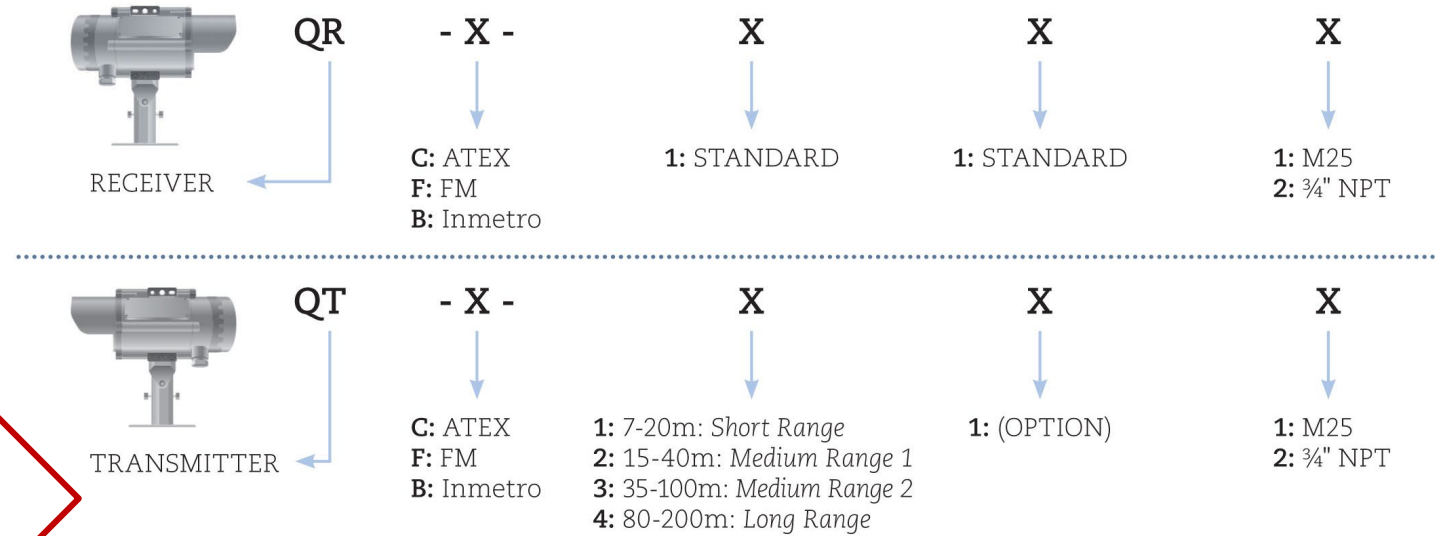 QR - X - X X X
RECEIVER
C: ATEX
F: FM
B: Inmetro
1: STANDARD
1: STANDARD
1: M25
2: ¾" NPT
QT - X - X X X
TRANSMITTER
C: ATEX
F: FM
B: Inmetro
1: 7-20m: Short Range
2: 15-40m: Medium Range 1
3: 35-100m: Medium Range 2
4: 80-200m: Long Range
1: (OPTION)
1: M25
2: ¾" NPT